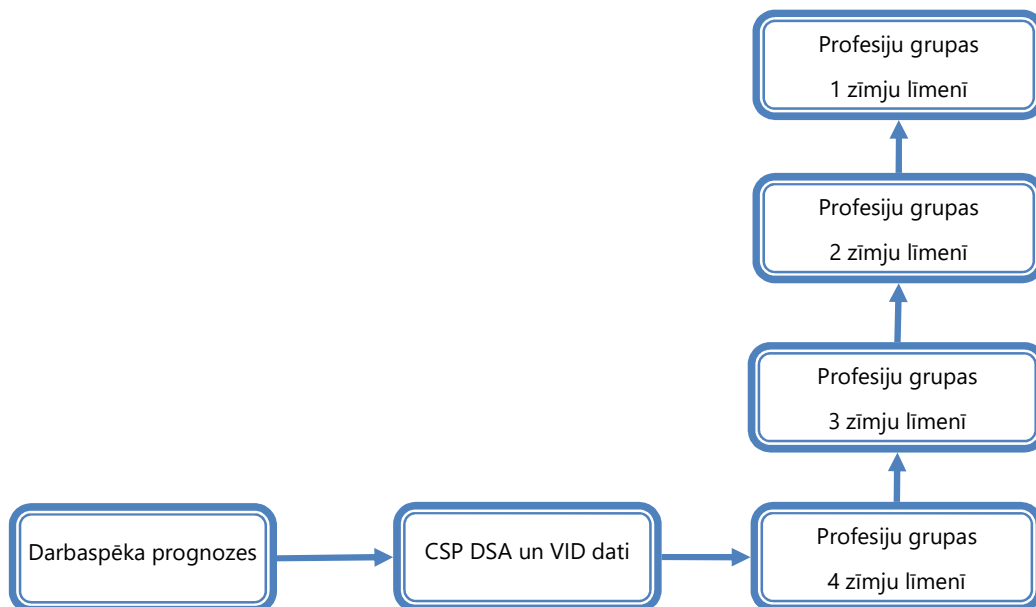 Profesiju grupas
1 zīmju līmenī
Profesiju grupas
2 zīmju līmenī
Profesiju grupas
3 zīmju līmenī
Darbaspēka prognozes
CSP DSA un VID dati
Profesiju grupas
4 zīmju līmenī